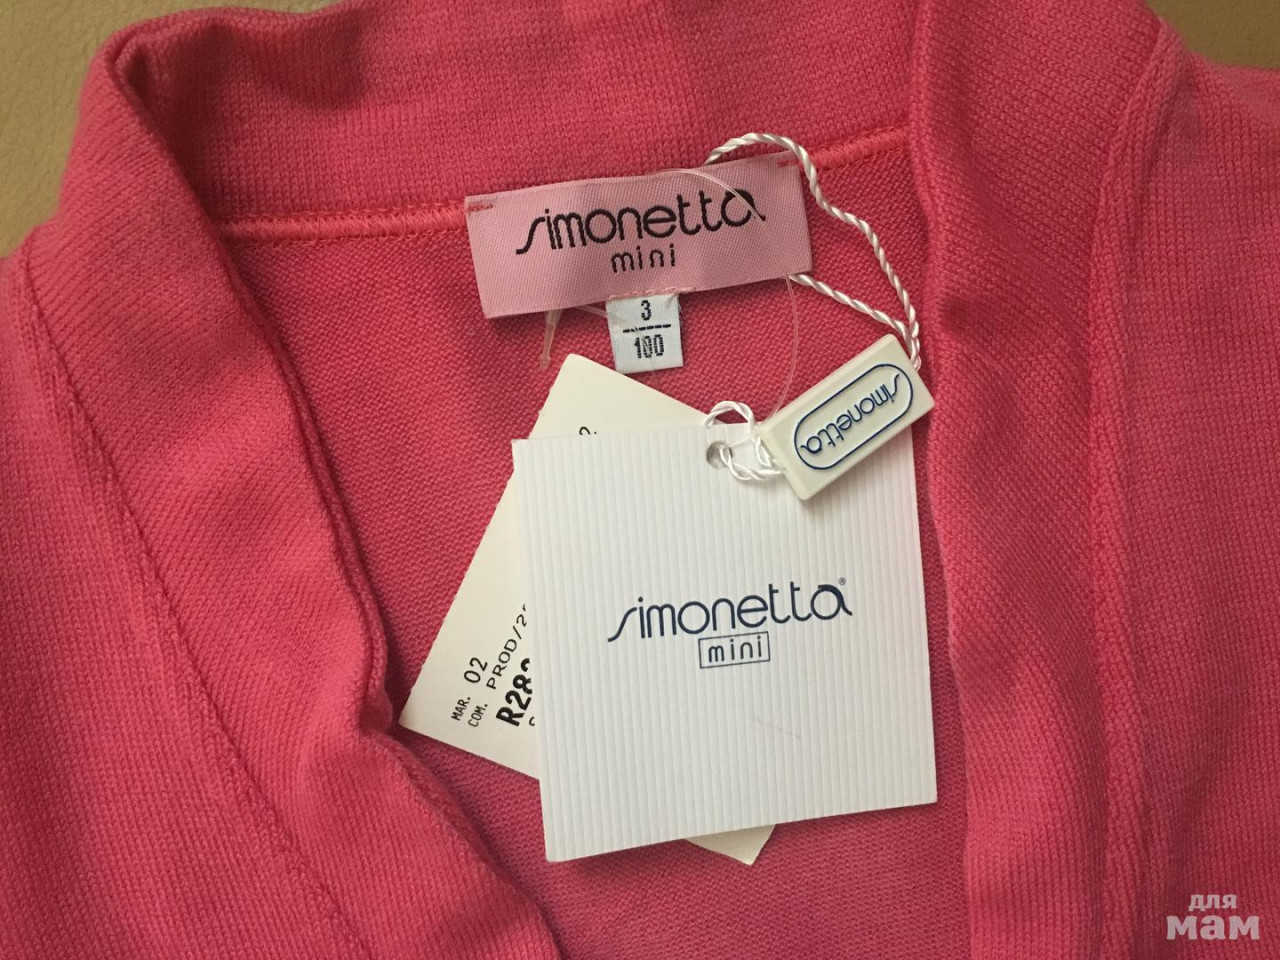 simonetta
mini
3
100
simonetta
simonetta®
mini
MAR. 02
COM. PROD/2
R28
для
мам